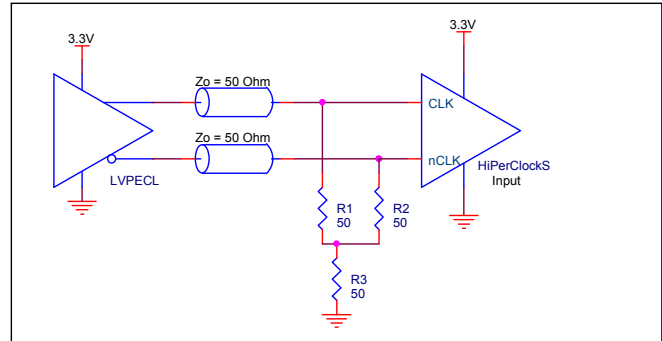 3.3V
3.3V
Zo = 50 Ohm
CLK
Zo = 50 Ohm
nCLK
LVPECL
HiPerClockS
Input
R1
50
R2
50
R3
50